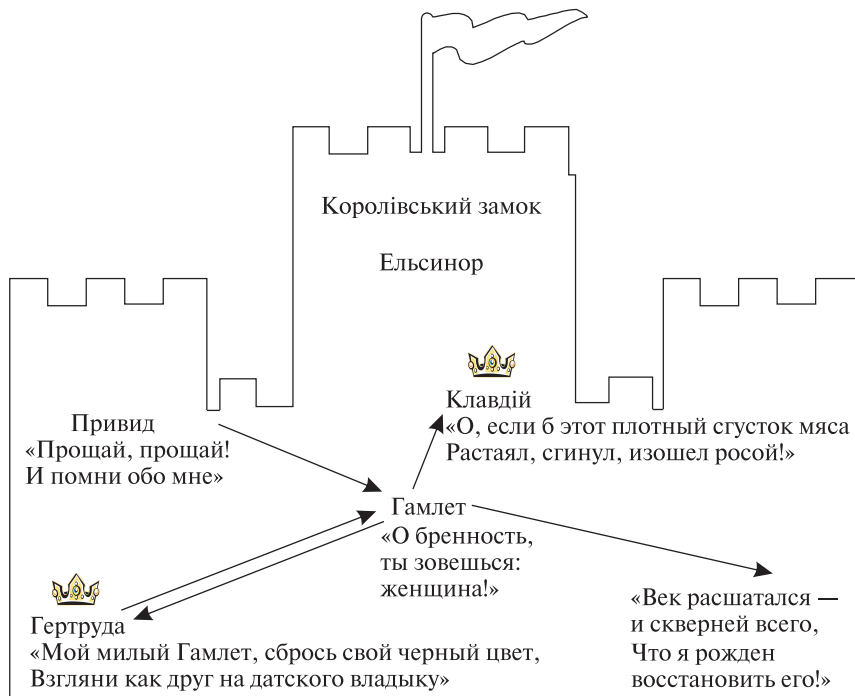 Королівський замок
Ельсинор
Клавдій
«О, если б этот плотный сгусток мяса
Растаял, сгинул, изошел росой!»
Привид
«Прощай, прощай!
И помни обо мне»
Гамлет
«О бренность,
ты зовешься:
женщина!»
Гертруда
«Мой милый Гамлет, сбрось свой черный цвет,
Взгляни как друг на датского владыку»
«Век расшатался —
и скверней всего,
Что я рожден
восстановить его!»